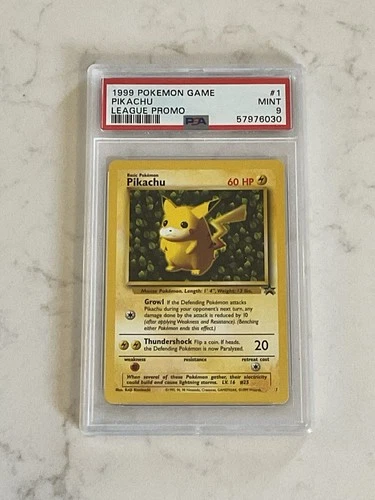 1999 POKEMON GAME #1
PIKACHU MINT
LEAGUE PROMO 9
PSA 57976030
Basic Pokémon
Pikachu 60 HP
Mouse Pokémon. Length: 1' 4", Weight: 13 lbs.
Growl If the Defending Pokémon attacks
Pikachu during your opponent's next turn, any
damage done by the attack is reduced by 10
(after applying Weakness and Resistance). (Benching
either Pokémon ends this effect.)
Thundershock Flip a coin. If heads,
the Defending Pokémon is now Paralyzed. 20
weakness resistance retreat cost
When several of these Pokémon gather, their electricity
could build and cause lightning storms. LV. 16 #25